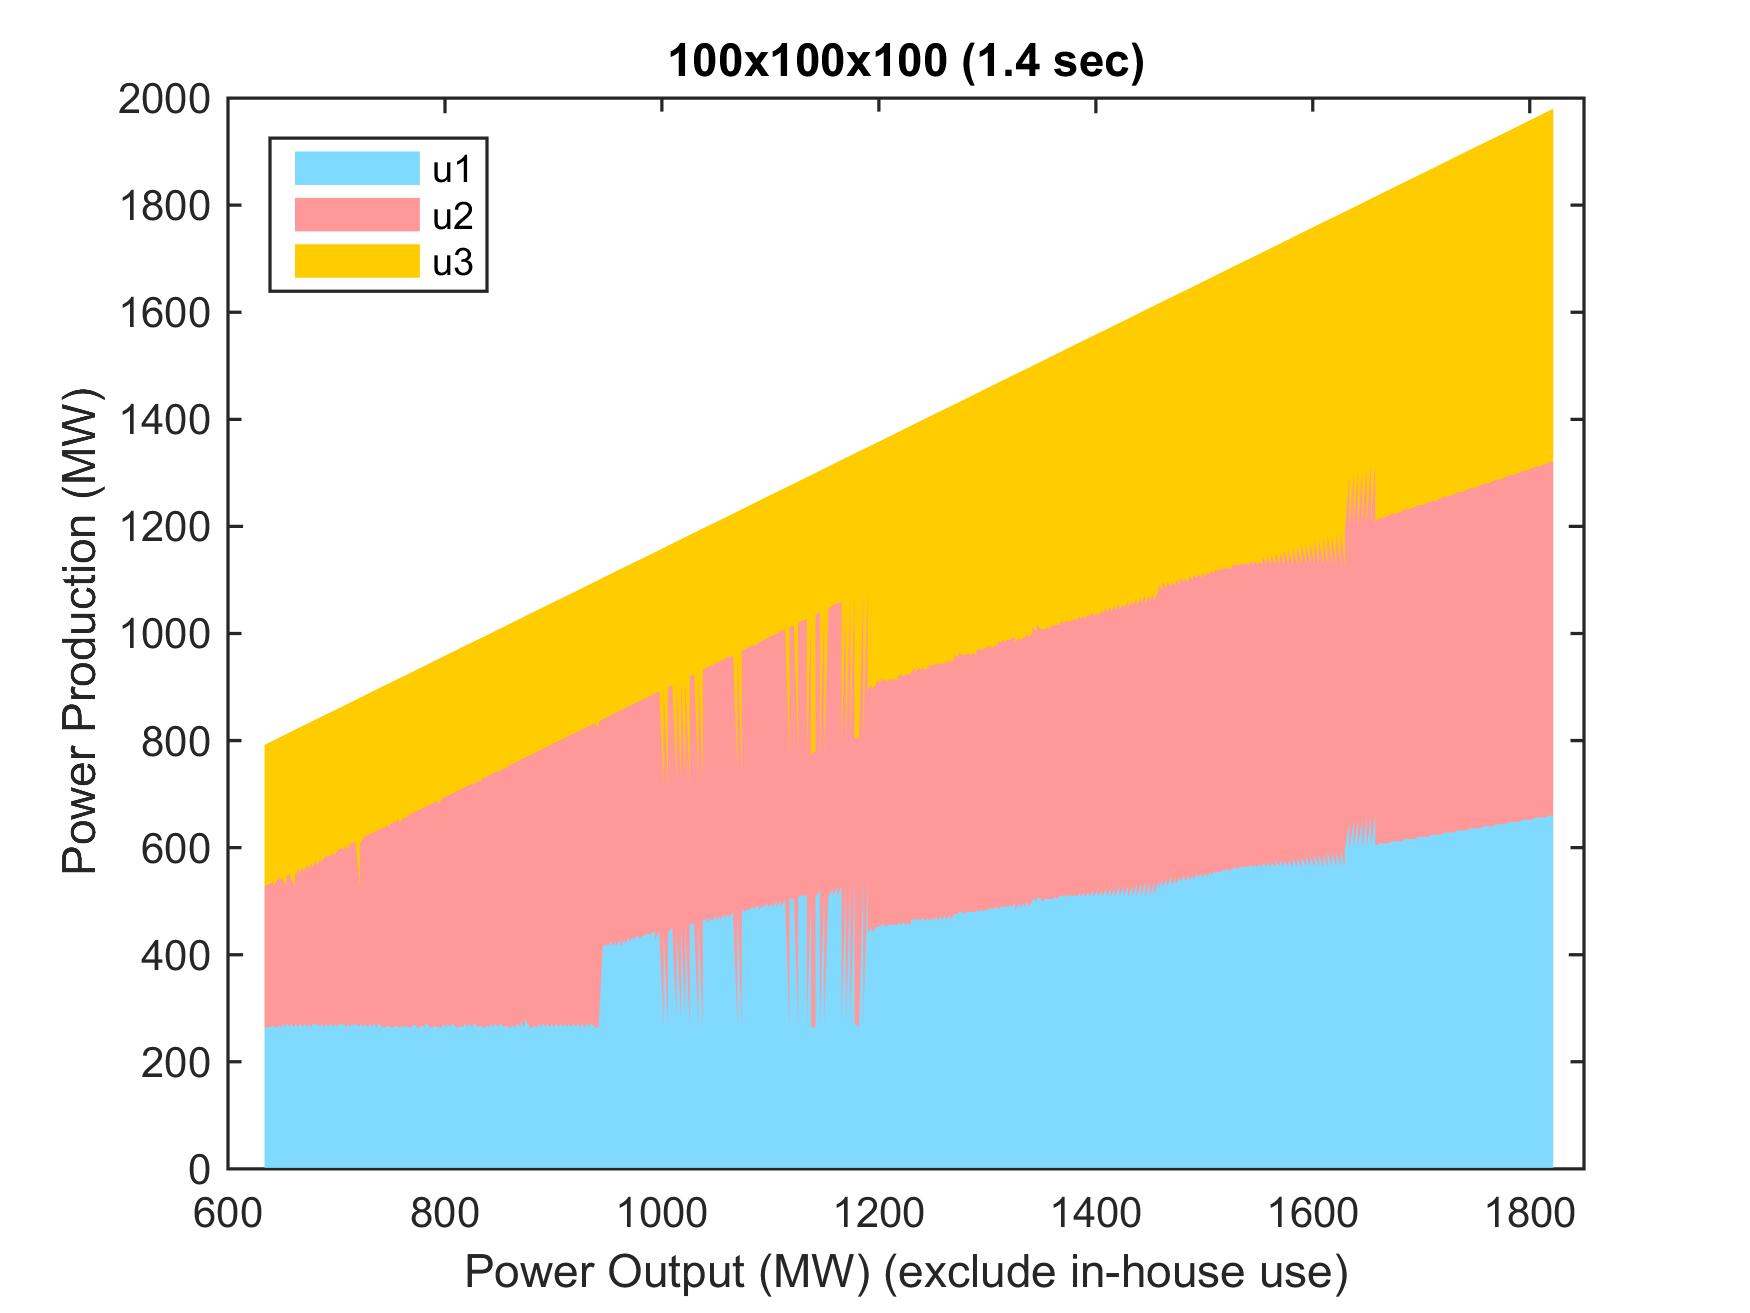 100x100x100 (1.4 sec)
2000
1800
1600
1400
1200
1000
800
600
400
200
0
u1
u2
u3
Power Production (MW)
600 800 1000 1200 1400 1600 1800
Power Output (MW) (exclude in-house use)